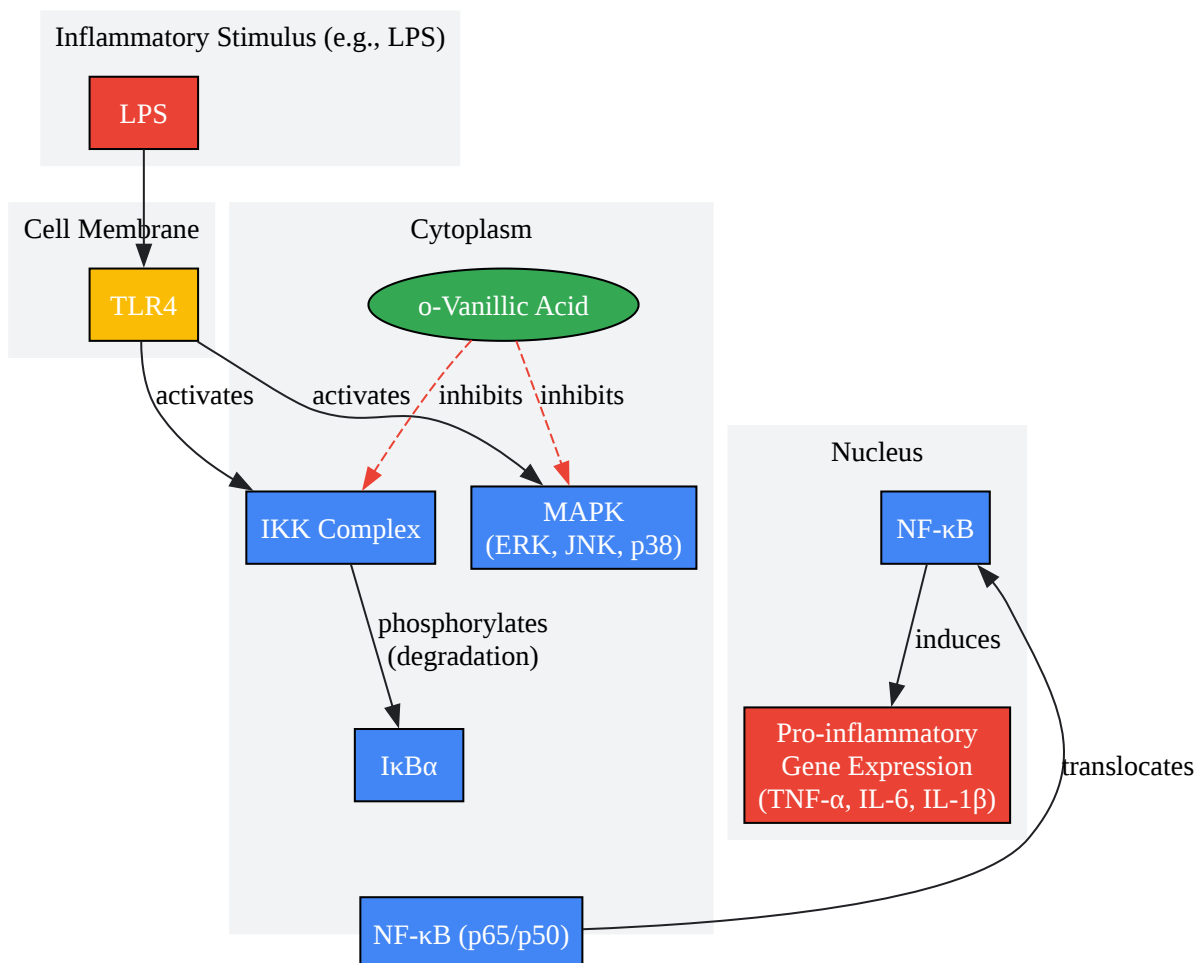 Inflammatory Stimulus (e.g., LPS)
LPS
Cell Membrane
Cytoplasm
TLR4
o-Vanillic Acid
activates
activates
inhibits
inhibits
Nucleus
IKK Complex
MAPK
(ERK, JNK, p38)
NF-κB
phosphorylates
(degradation)
induces
IκBα
Pro-inflammatory
Gene Expression
(TNF-α, IL-6, IL-1β)
translocates
NF-κB (p65/p50)